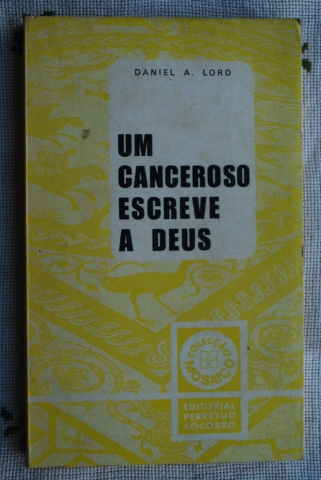 DANIEL A. LORD
UM
CANCEROSO
ESCREVE
A DEUS
COLECÇÃO
MOSAICO
EDITORIAL
PERPETUO
SOCORRO